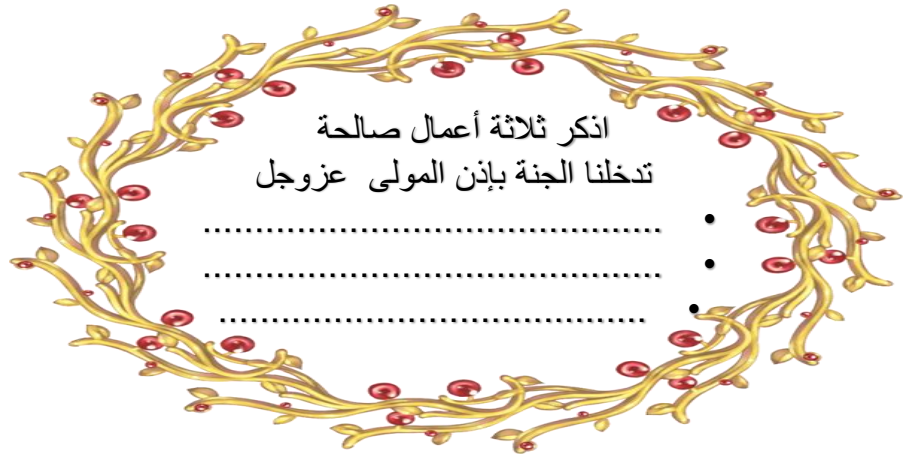 اذكر ثلاثة أعمال صالحة
تدخلنا الجنة بإذن المولى عزوجل
• ............................................
• ............................................
• .........................................